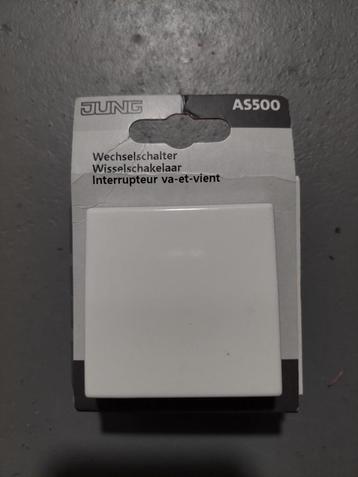 JUNG
AS500
Wechselschalter
Wisselschakelaar
Interrupteur va-et-vient